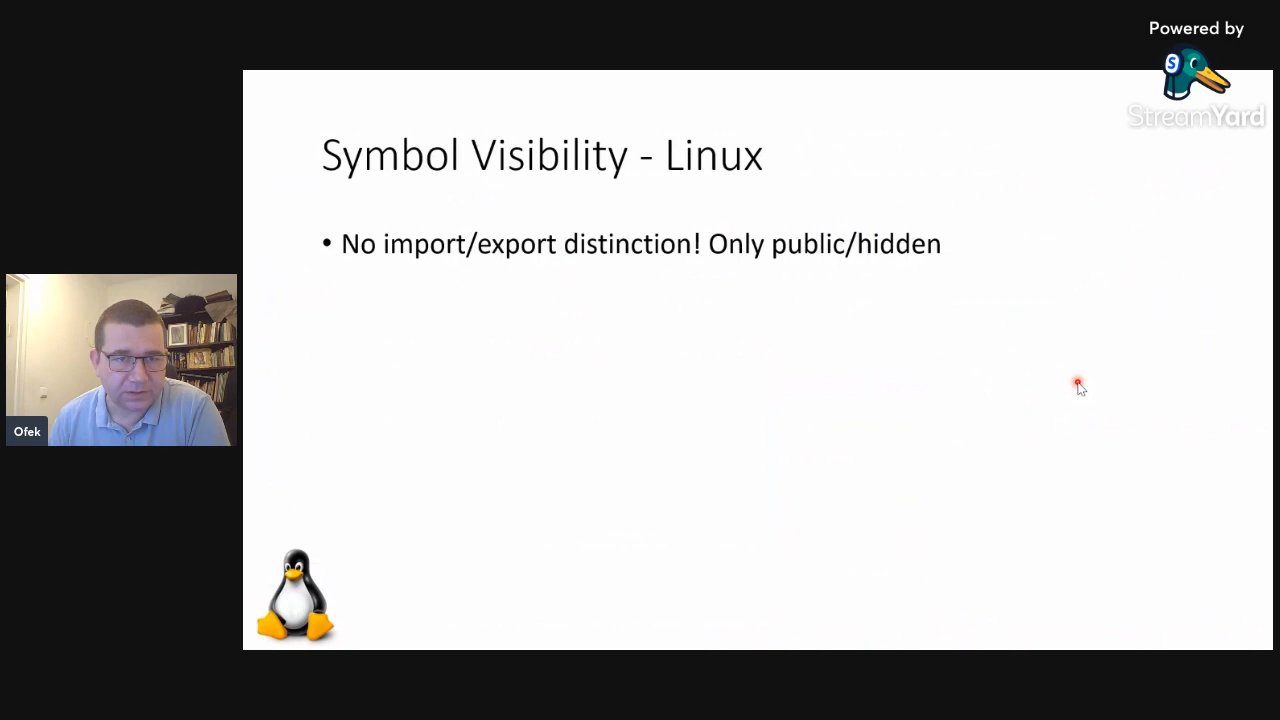 Powered by
S
StreamYard
Symbol Visibility - Linux
• No import/export distinction! Only public/hidden
Ofek